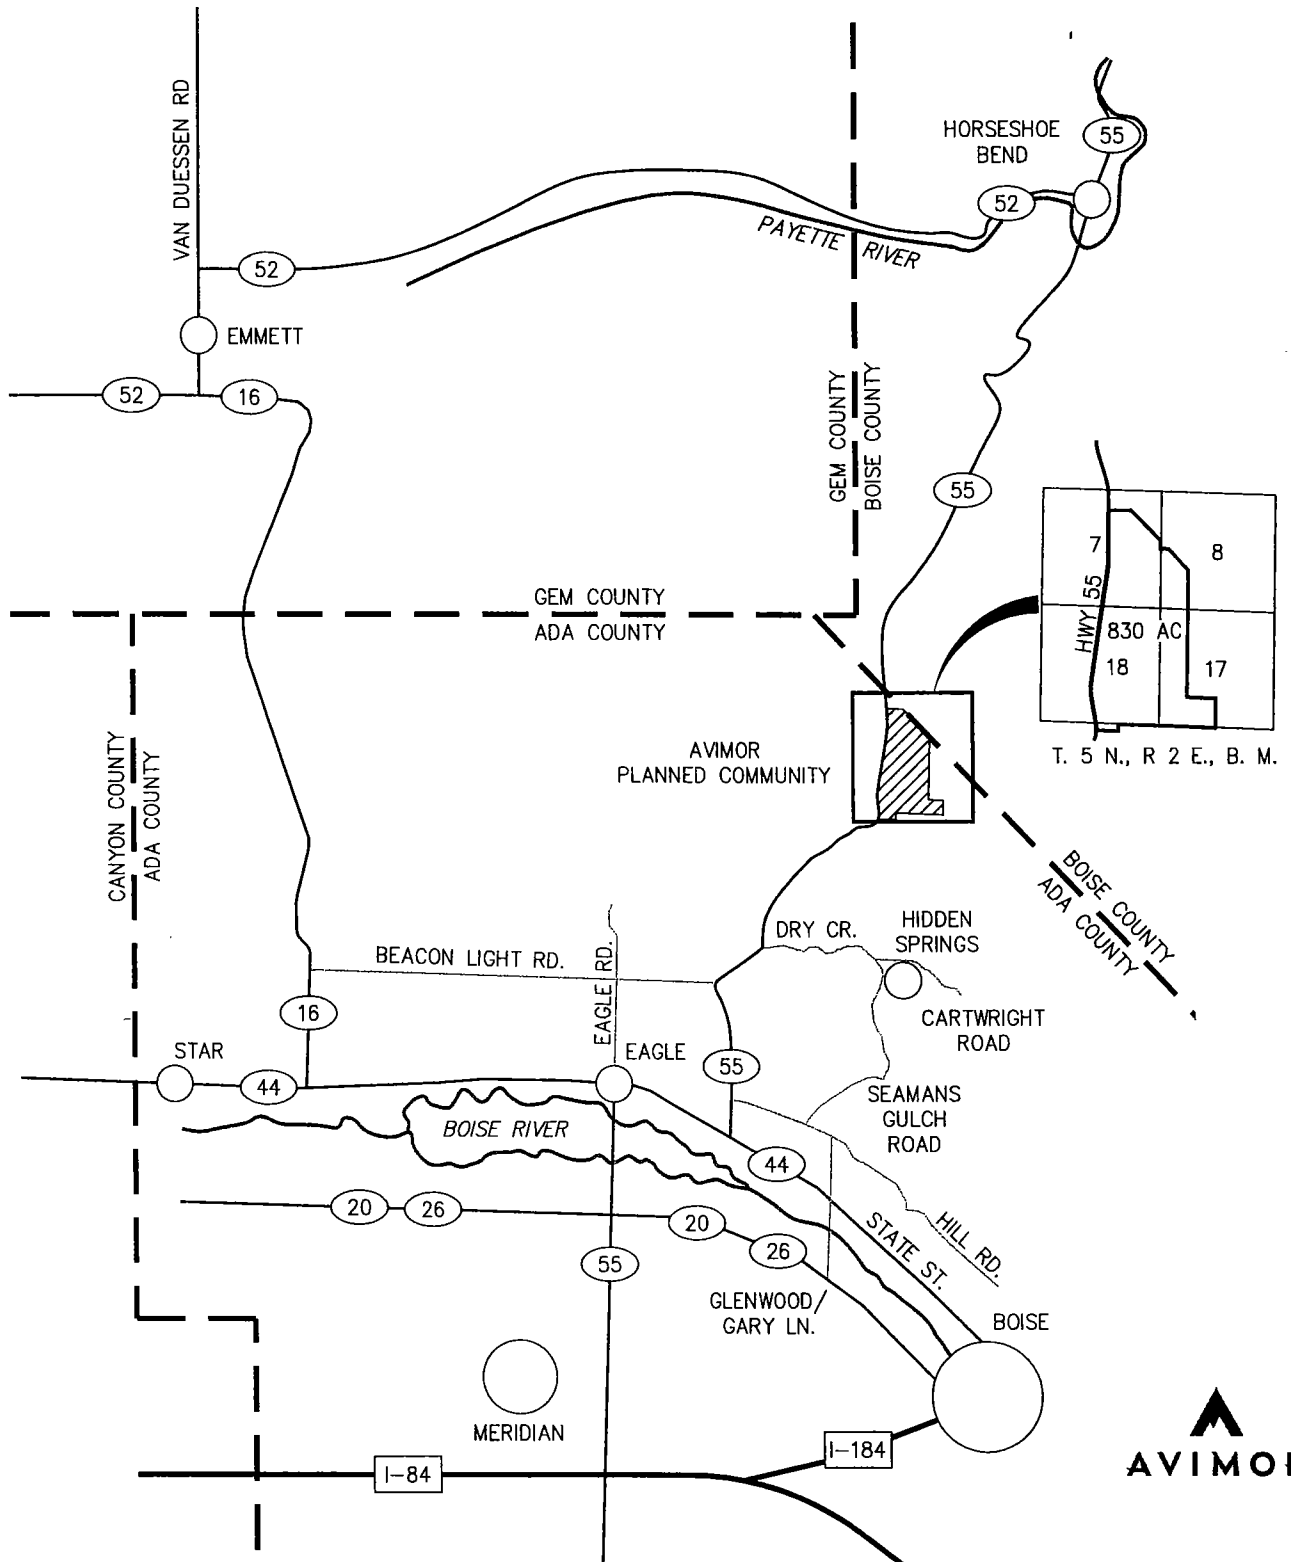 VAN DUESSEN RD
HORSESHOE
BEND
55
52
PAYETTE RIVER
52
EMMETT
52
16
GEM COUNTY
BOISE COUNTY
55
7
8
HWY 55
830 AC
18
17
T. 5 N., R 2 E., B. M.
GEM COUNTY
ADA COUNTY
AVIMOR
PLANNED COMMUNITY
CANYON COUNTY
ADA COUNTY
BOISE COUNTY
ADA COUNTY
DRY CR.
HIDDEN
SPRINGS
BEACON LIGHT RD.
EAGLE RD.
16
CARTWRIGHT
ROAD
STAR
44
EAGLE
55
SEAMANS
GULCH
ROAD
BOISE RIVER
44
20
26
20
26
STATE ST.
HILL RD.
55
GLENWOOD/
GARY LN.
BOISE
MERIDIAN
I-184
I-84
AVIMO